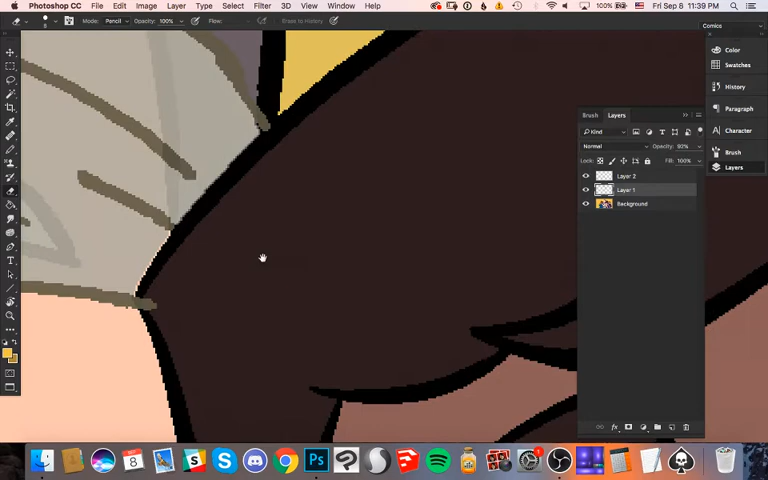 Photoshop CC File Edit Image Layer Type Select Filter 3D View Window Help 100% Fri Sep 8 11:39 PM
Mode: Pencil Opacity: 100% Flow: Erase to History
Comics
Color
Swatches
History
Paragraph
Character
Brush
Layers
Brush Layers
Kind
Normal Opacity: 92%
Lock: Fill: 100%
Layer 2
Layer 1
Background